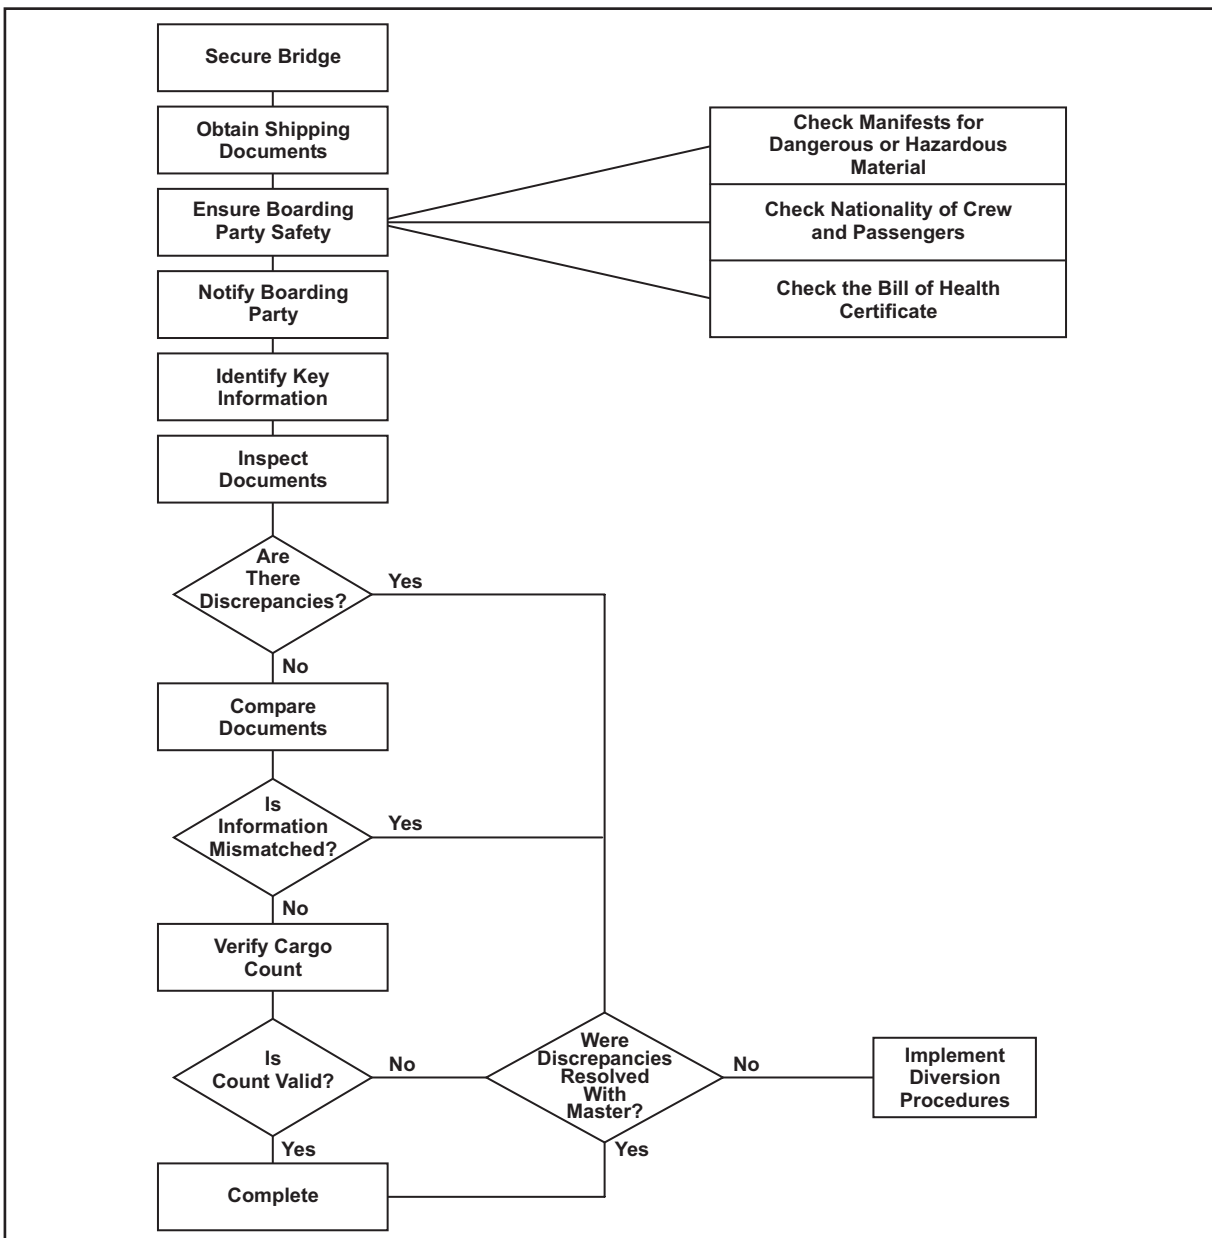 Secure Bridge
Obtain Shipping
Documents
Ensure Boarding
Party Safety
Check Manifests for
Dangerous or Hazardous
Material
Check Nationality of Crew
and Passengers
Check the Bill of Health
Certificate
Notify Boarding
Party
Identify Key
Information
Inspect
Documents
Are
There
Discrepancies?
Yes
No
Compare
Documents
Is
Information
Mismatched?
Yes
No
Verify Cargo
Count
Is
Count Valid?
No
Yes
Were
Discrepancies
Resolved
With
Master?
No
Yes
Implement
Diversion
Procedures
Complete